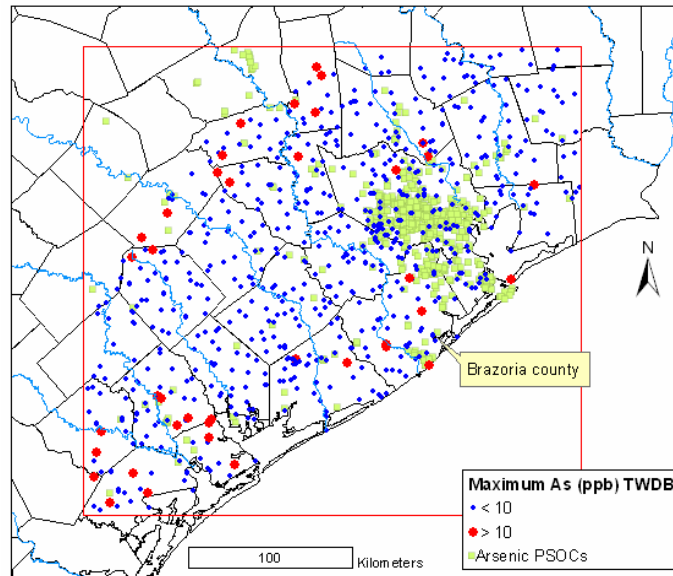 N
Brazoria county
Maximum As (ppb) TWDB
< 10
> 10
Arsenic PSOCs
100
Kilometers